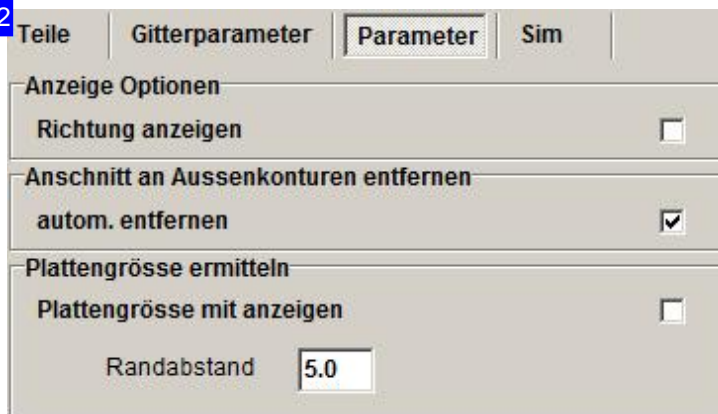 2
Teile Gitterparameter Parameter Sim
Anzeige Optionen
Richtung anzeigen
Anschnitt an Aussenkonturen entfernen
autom. entfernen
Plattengrösse ermitteln
Plattengrösse mit anzeigen
Randabstand 5.0